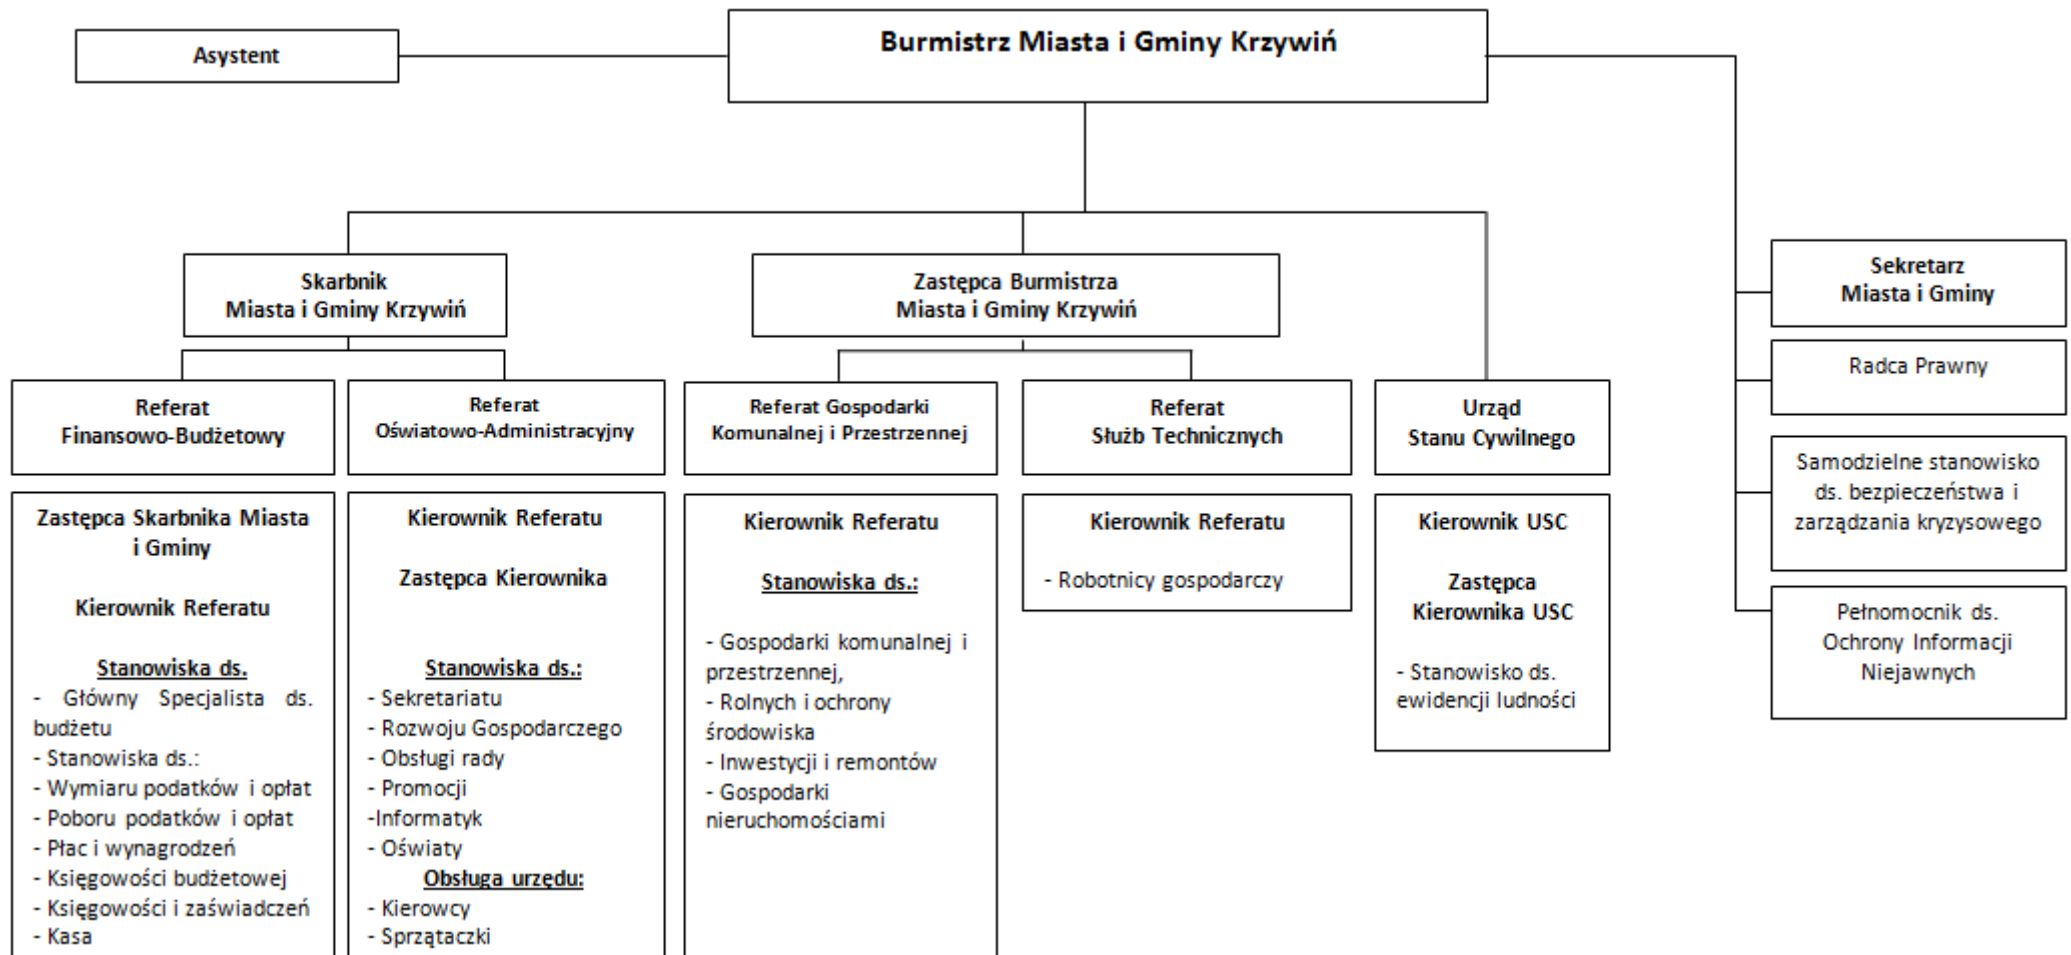 Asystent
Burmistrz Miasta i Gminy Krzywiń
Skarbnik
Miasta i Gminy Krzywiń
Zastępca Burmistrza
Miasta i Gminy Krzywiń
Sekretarz
Miasta i Gminy
Radca Prawny
Samodzielne stanowisko
ds. bezpieczeństwa i
zarządzania kryzysowego
Pełnomocnik ds.
Ochrony Informacji
Niejawnych
Referat
Finansowo-Budżetowy
Referat
Oświatowo-Administracyjny
Referat Gospodarki
Komunalnej i Przestrzennej
Referat
Służb Technicznych
Urząd
Stanu Cywilnego
Zastępca Skarbnika Miasta
i Gminy
Kierownik Referatu
Stanowiska ds.
- Główny Specjalista ds.
budżetu
- Stanowiska ds.:
- Wymiaru podatków i opłat
- Poboru podatków i opłat
- Płac i wynagrodzeń
- Księgowości budżetowej
- Księgowości i zaświadczeń
- Kasa
Kierownik Referatu
Zastępca Kierownika
Stanowiska ds.:
- Sekretariatu
- Rozwoju Gospodarczego
- Obsługi rady
- Promocji
-Informatyk
- Oświaty
Obsługa urzędu:
- Kierowcy
- Sprzątaczki
Kierownik Referatu
Stanowiska ds.:
- Gospodarki komunalnej i
przestrzennej,
- Rolnych i ochrony
środowiska
- Inwestycji i remontów
- Gospodarki
nieruchomościami
Kierownik Referatu
- Robotnicy gospodarczy
Kierownik USC
Zastępca
Kierownika USC
- Stanowisko ds.
ewidencji ludności